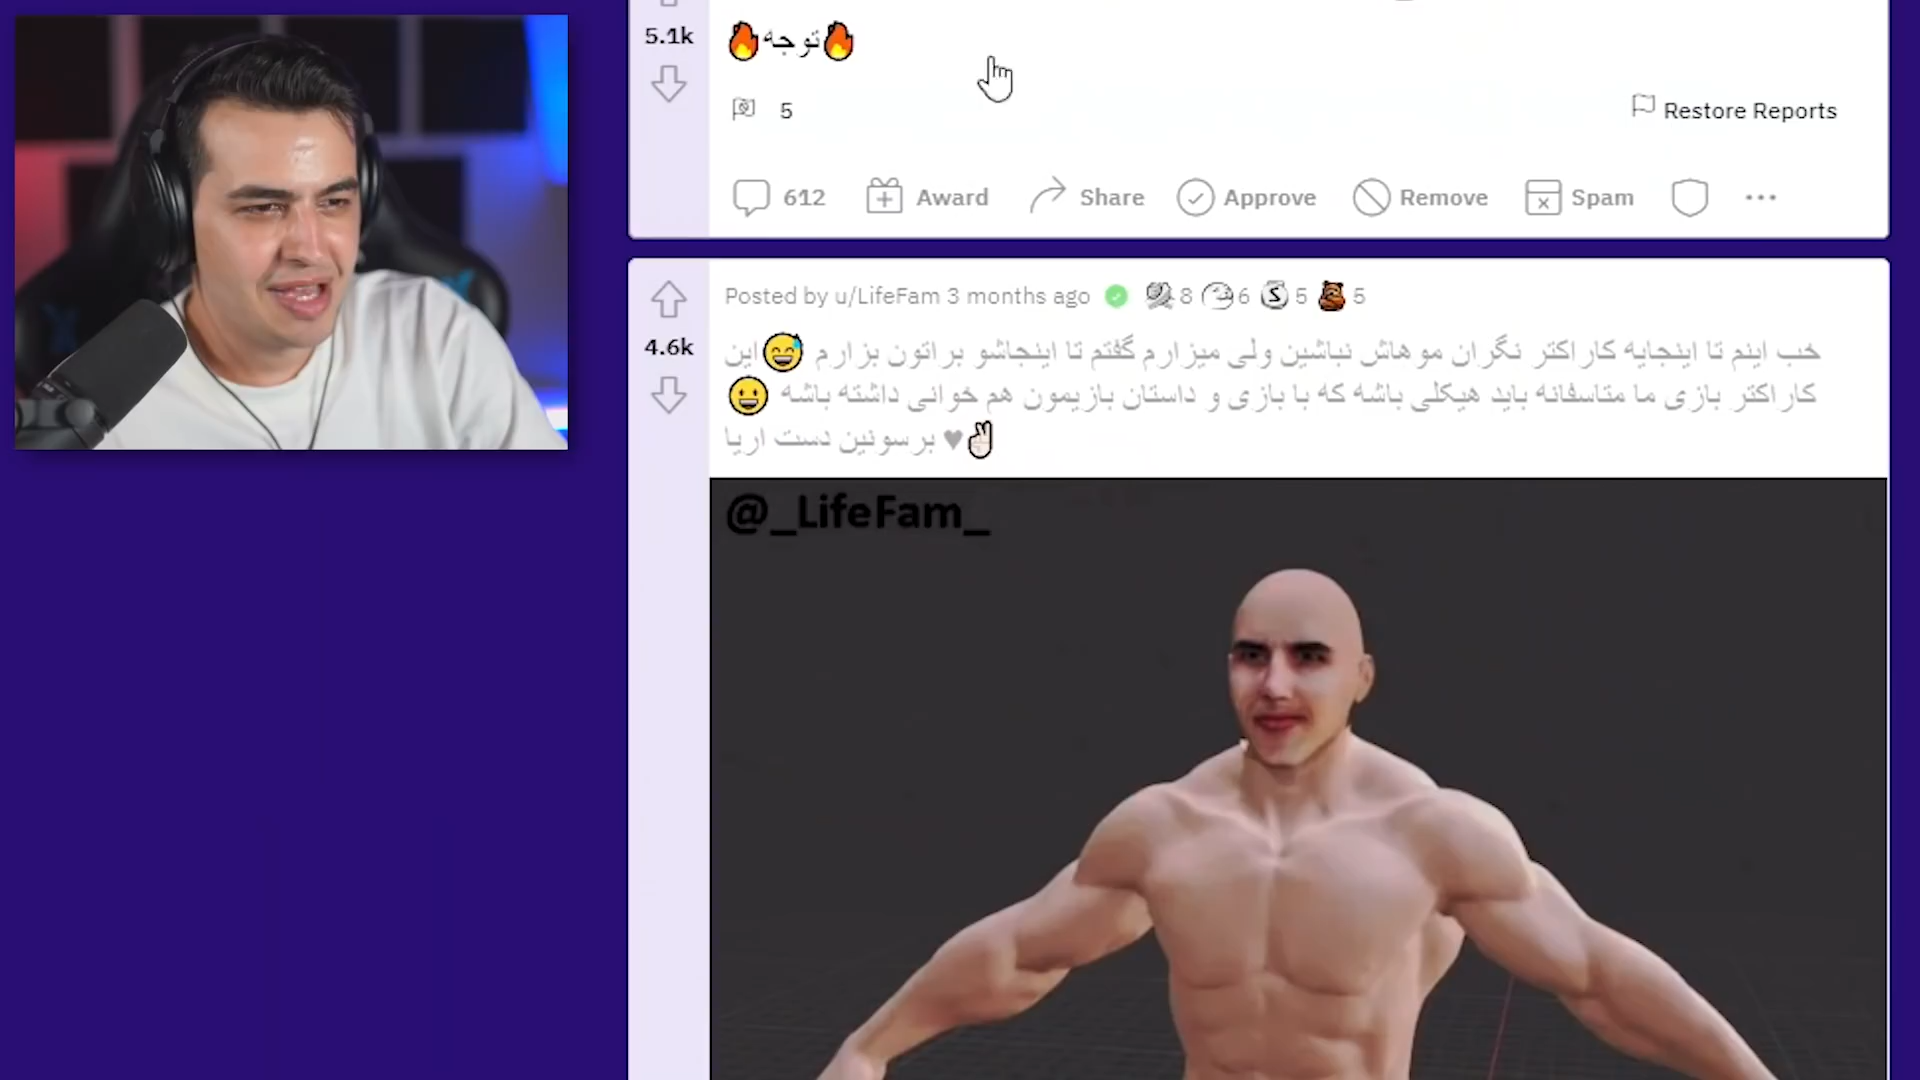 5.1k
🔥توجه🔥
5
Restore Reports
612 Award Share Approve Remove Spam ...
Posted by u/LifeFam 3 months ago 8 6 5 5
4.6k
خب اینم تا اینجایه کاراکتر نگران موهاش نباشین ولی میزارم گفتم تا اینجاشو براتون بزارم 😅این
کاراکتر بازی ما متاسفانه باید هیکلی باشه که با بازی و داستان بازیمون هم خوانی داشته باشه 😀
برسونین دست اریا ♥✌🏻
@_LifeFam_